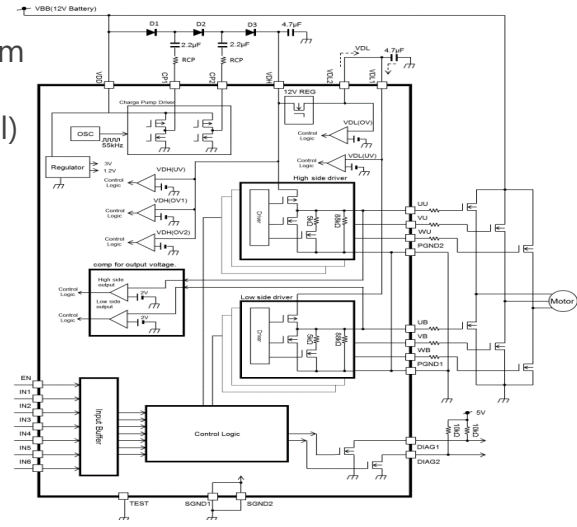 VBB(12V Battery)
m
l)
D1
D2
D3
4.7μF
2.2μF
2.2μF
RCP
RCP
VDL
4.7μF
CP1
CP2
VDH
VDL2
VDL1
Charge Pump Driver
OSC
55kHz
Regulator
3V
1.2V
12V REG
VDL(OV)
Control Logic
VDL(UV)
Control Logic
VDH(UV)
Control Logic
VDH(OV1)
Control Logic
VDH(OV2)
Control Logic
High side driver
Driver
5kΩ
88kΩ
UU
VU
WU
PGND2
comp for output voltage.
High side output
Control Logic
2V
Low side output
Control Logic
2V
Low side driver
Driver
5kΩ
88kΩ
UB
VB
WB
PGND1
Motor
EN
IN1
IN2
IN3
IN4
IN5
IN6
Input Buffer
Control Logic
5V
10kΩ
10kΩ
DIAG1
DIAG2
TEST
SGND1
SGND2